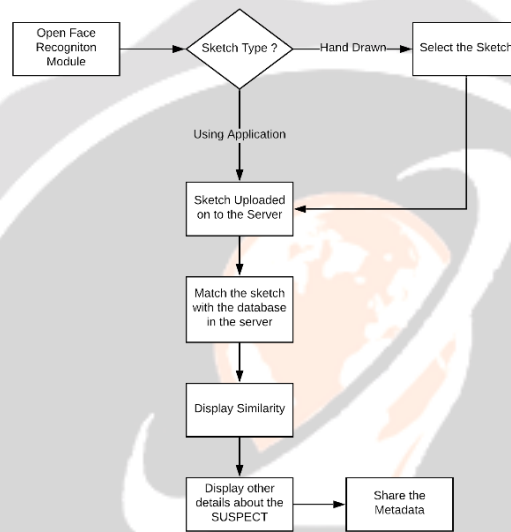 Open Face
Recogniton
Module
Sketch Type ?
Hand Drawn
Select the Sketch
Using Application
Sketch Uploaded
on to the Server
Match the sketch
with the database
in the server
Display Similarity
Display other
details about the
SUSPECT
Share the
Metadata